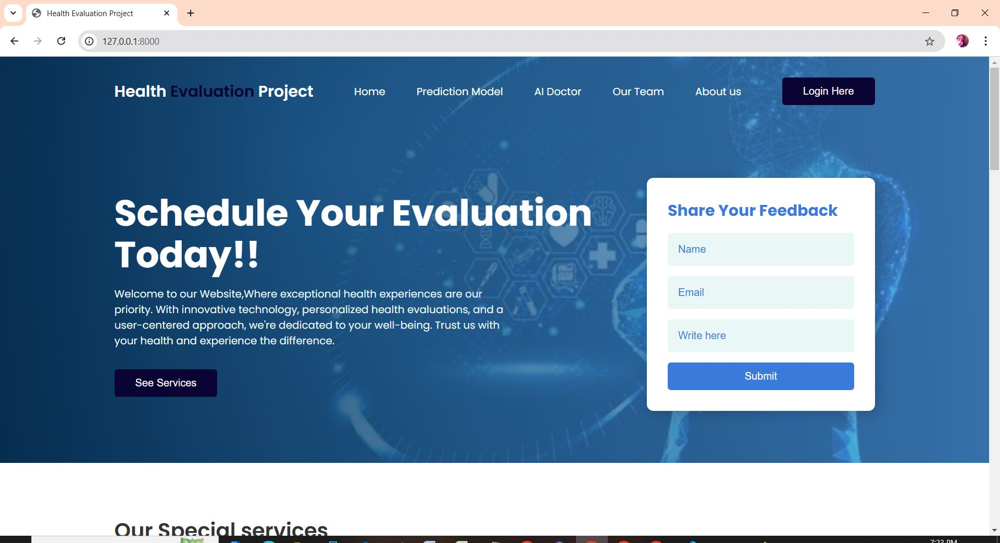 Health Evaluation Project
127.0.0.1:8000
Health Evaluation Project
Home
Prediction Model
AI Doctor
Our Team
About us
Login Here
Schedule Your Evaluation
Today!!
Welcome to our Website,Where exceptional health experiences are our
priority. With innovative technology, personalized health evaluations, and a
user-centered approach, we're dedicated to your well-being. Trust us with
your health and experience the difference.
See Services
Share Your Feedback
Name
Email
Write here
Submit
Our Special services
7:23 PM